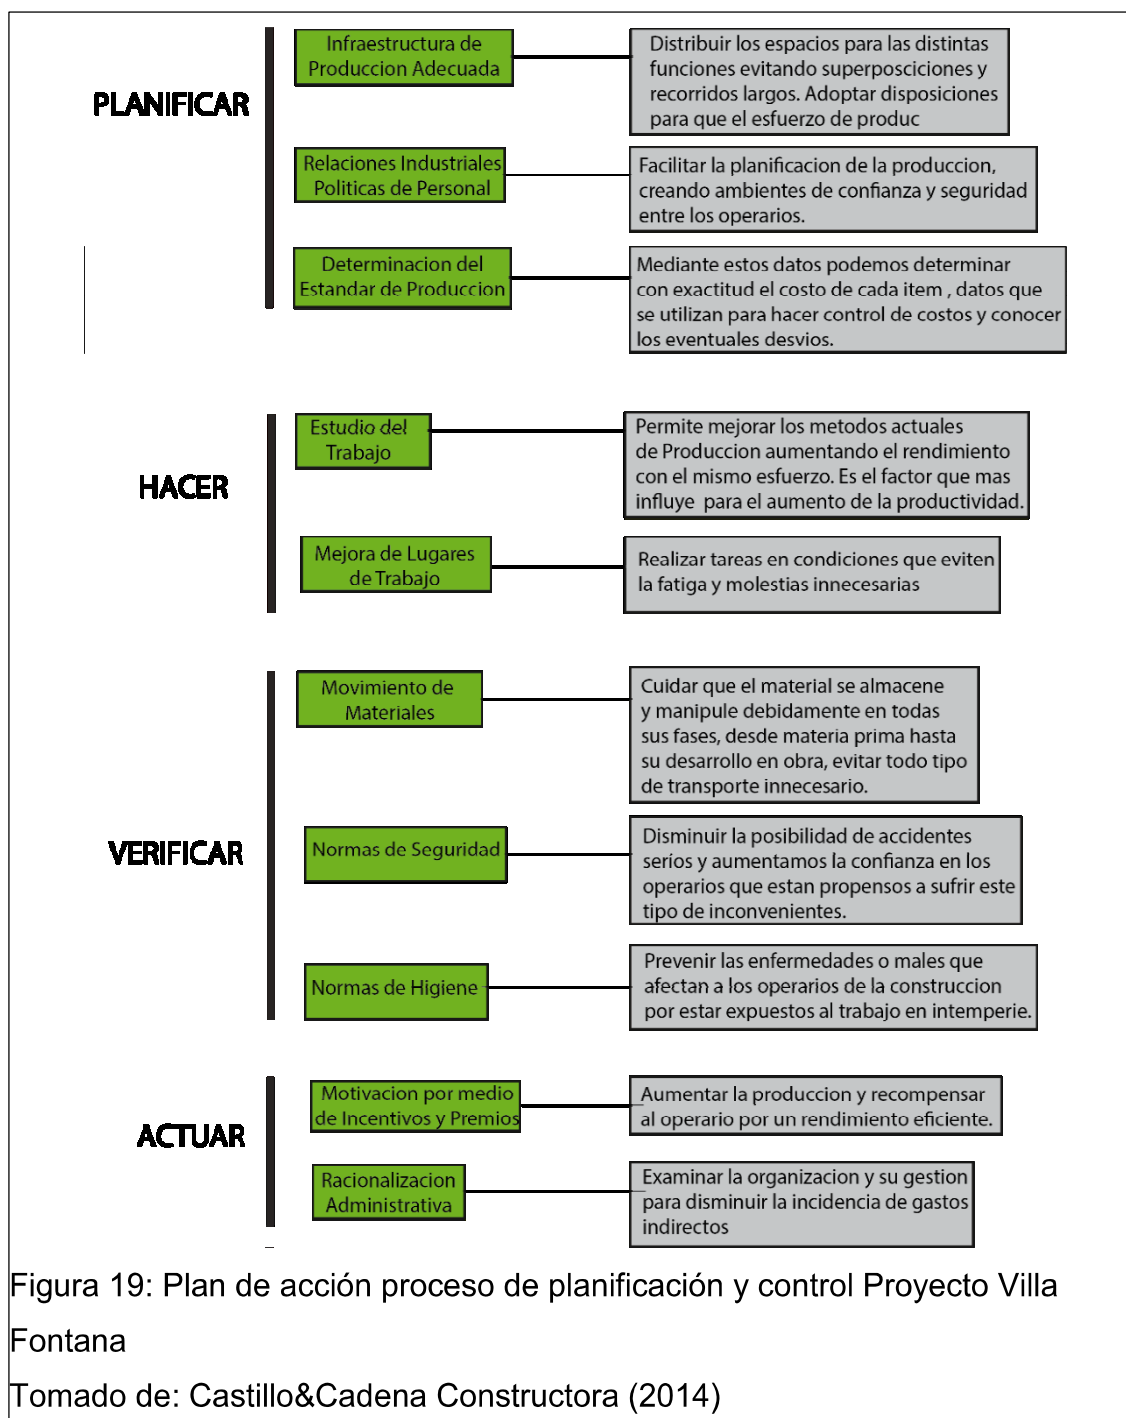 PLANIFICAR
Infraestructura de
Produccion Adecuada
Distribuir los espacios para las distintas
funciones evitando superposciciones y
recorridos largos. Adoptar disposiciones
para que el esfuerzo de produc
Relaciones Industriales
Politicas de Personal
Facilitar la planificacion de la produccion,
creando ambientes de confianza y seguridad
entre los operarios.
Determinacion del
Estandar de Produccion
Mediante estos datos podemos determinar
con exactitud el costo de cada item , datos que
se utilizan para hacer control de costos y conocer
los eventuales desvios.
HACER
Estudio del
Trabajo
Permite mejorar los metodos actuales
de Produccion aumentando el rendimiento
con el mismo esfuerzo. Es el factor que mas
influye para el aumento de la productividad.
Mejora de Lugares
de Trabajo
Realizar tareas en condiciones que eviten
la fatiga y molestias innecesarias
VERIFICAR
Movimiento de
Materiales
Cuidar que el material se almacene
y manipule debidamente en todas
sus fases, desde materia prima hasta
su desarrollo en obra, evitar todo tipo
de transporte innecesario.
Normas de Seguridad
Disminuir la posibilidad de accidentes
seríos y aumentamos la confianza en los
operarios que estan propensos a sufrir este
tipo de inconvenientes.
Normas de Higiene
Prevenir las enfermedades o males que
afectan a los operarios de la construccion
por estar expuestos al trabajo en intemperie.
ACTUAR
Motivacion por medio
de Incentivos y Premios
Aumentar la produccion y recompensar
al operario por un rendimiento eficiente.
Racionalizacion
Administrativa
Examinar la organizacion y su gestion
para disminuir la incidencia de gastos
indirectos
Figura 19: Plan de acción proceso de planificación y control Proyecto Villa
Fontana
Tomado de: Castillo&Cadena Constructora (2014)